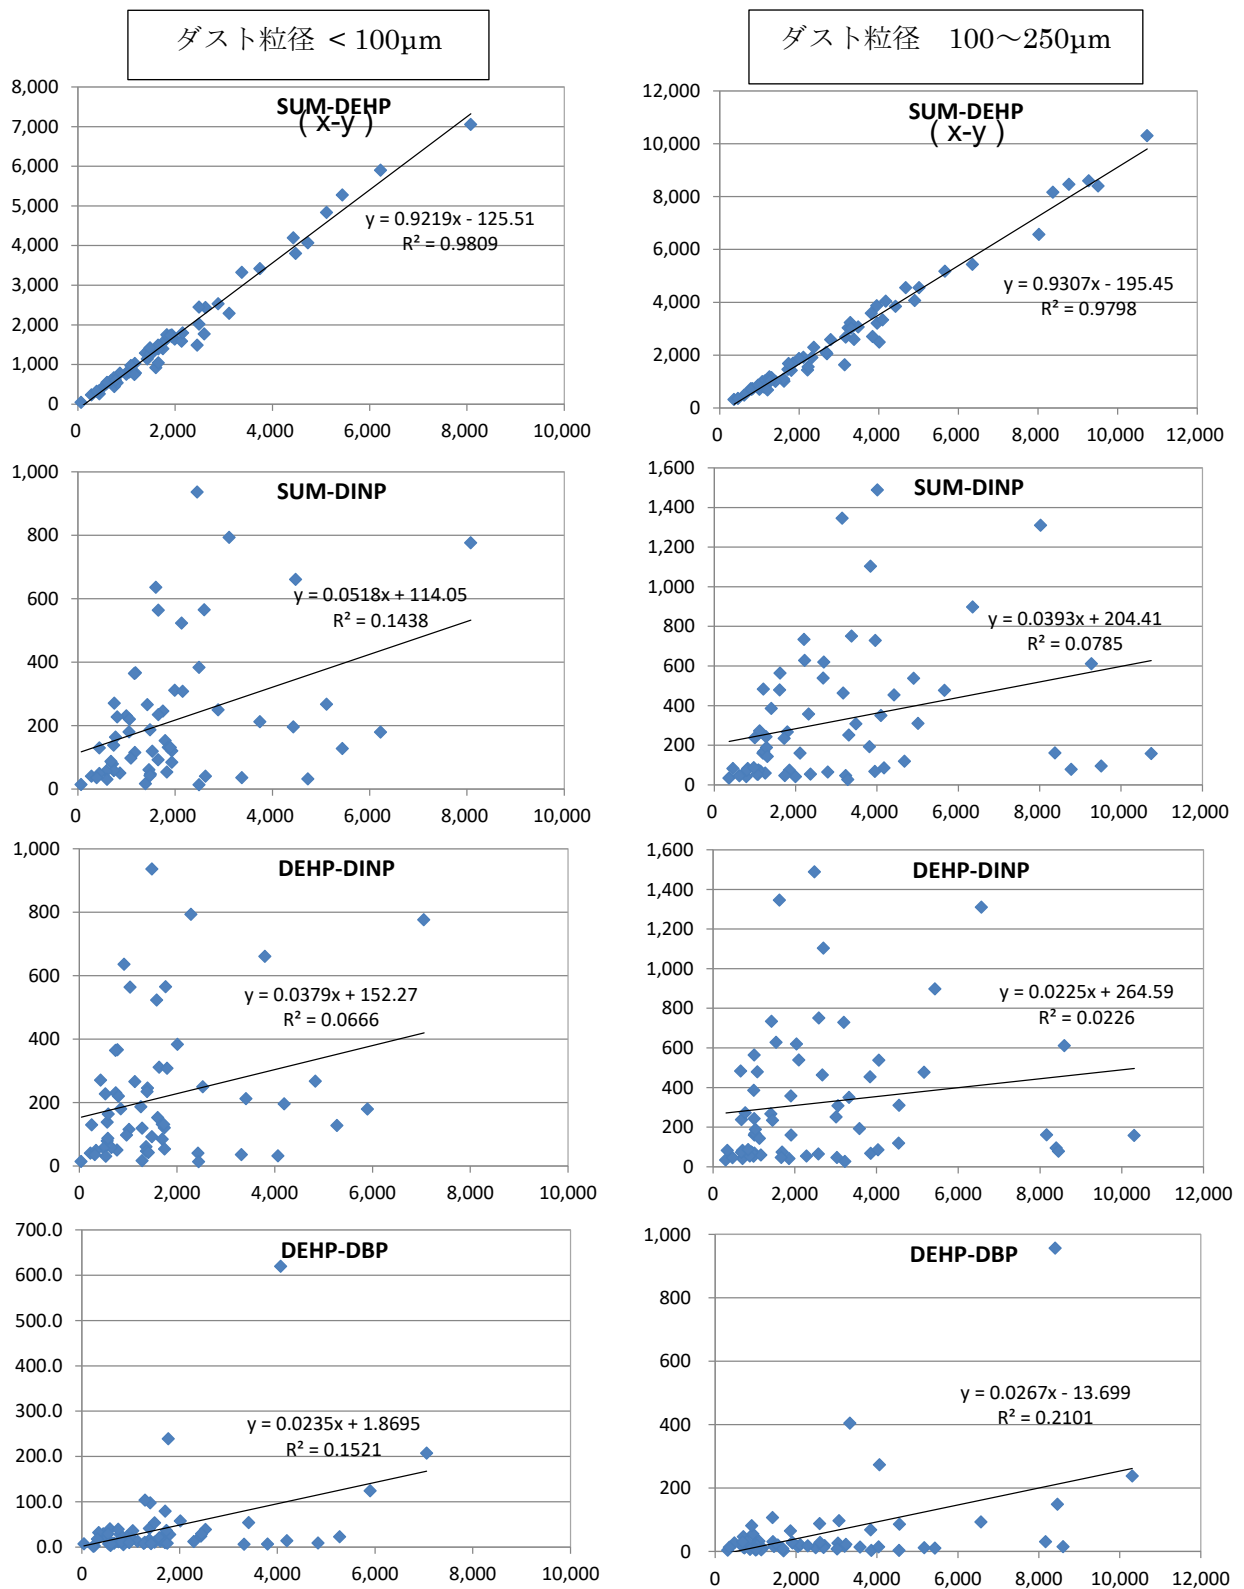 ダスト粒径 < 100μm
ダスト粒径　100～250μm
8,000
7,000
6,000
5,000
4,000
3,000
2,000
1,000
0
SUM-DEHP
( x-y )
y = 0.9219x - 125.51
R² = 0.9809
0 2,000 4,000 6,000 8,000 10,000
12,000
10,000
8,000
6,000
4,000
2,000
0
SUM-DEHP
( x-y )
y = 0.9307x - 195.45
R² = 0.9798
0 2,000 4,000 6,000 8,000 10,000 12,000
1,000
800
600
400
200
0
SUM-DINP
y = 0.0518x + 114.05
R² = 0.1438
0 2,000 4,000 6,000 8,000 10,000
1,600
1,400
1,200
1,000
800
600
400
200
0
SUM-DINP
y = 0.0393x + 204.41
R² = 0.0785
0 2,000 4,000 6,000 8,000 10,000 12,000
1,000
800
600
400
200
0
DEHP-DINP
y = 0.0379x + 152.27
R² = 0.0666
0 2,000 4,000 6,000 8,000 10,000
1,600
1,400
1,200
1,000
800
600
400
200
0
DEHP-DINP
y = 0.0225x + 264.59
R² = 0.0226
0 2,000 4,000 6,000 8,000 10,000 12,000
700.0
600.0
500.0
400.0
300.0
200.0
100.0
0.0
DEHP-DBP
y = 0.0235x + 1.8695
R² = 0.1521
0 2,000 4,000 6,000 8,000 10,000
1,000
800
600
400
200
0
DEHP-DBP
y = 0.0267x - 13.699
R² = 0.2101
0 2,000 4,000 6,000 8,000 10,000 12,000